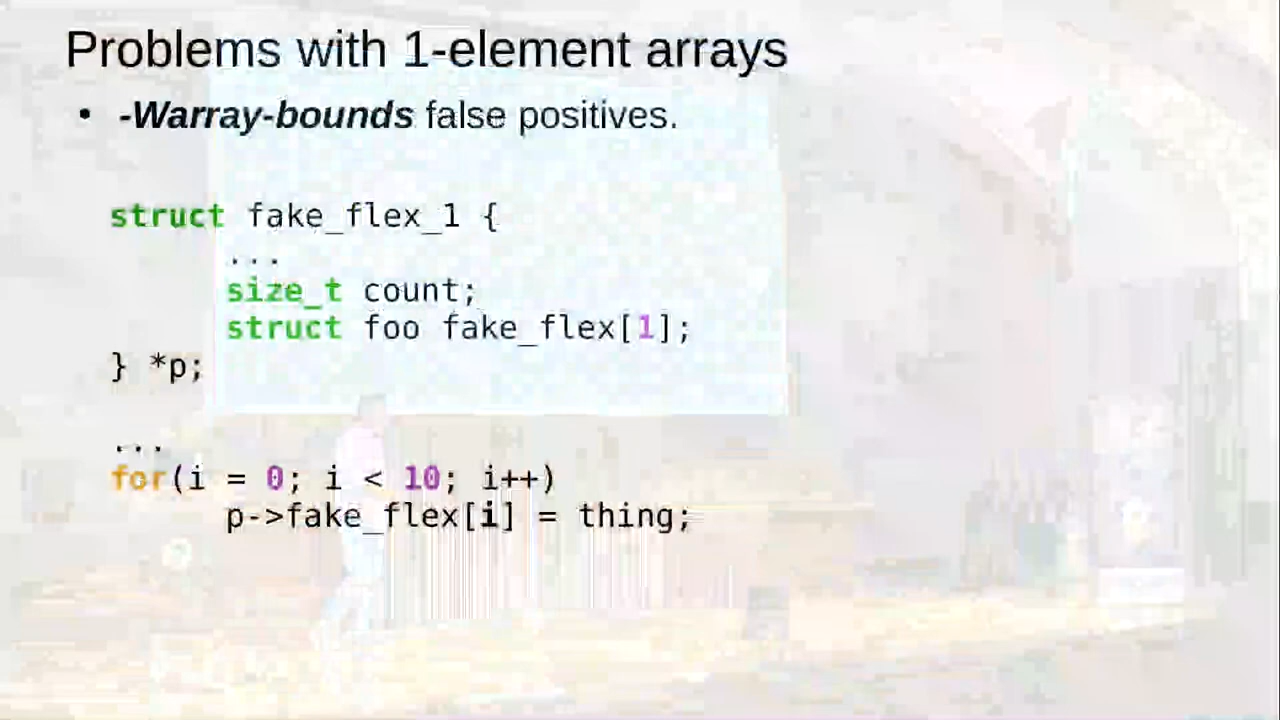 Problems with 1-element arrays
• -Warray-bounds false positives.
struct fake_flex_1 {
...
size_t count;
struct foo fake_flex[1];
} *p;
...
for(i = 0; i < 10; i++)
p->fake_flex[i] = thing;